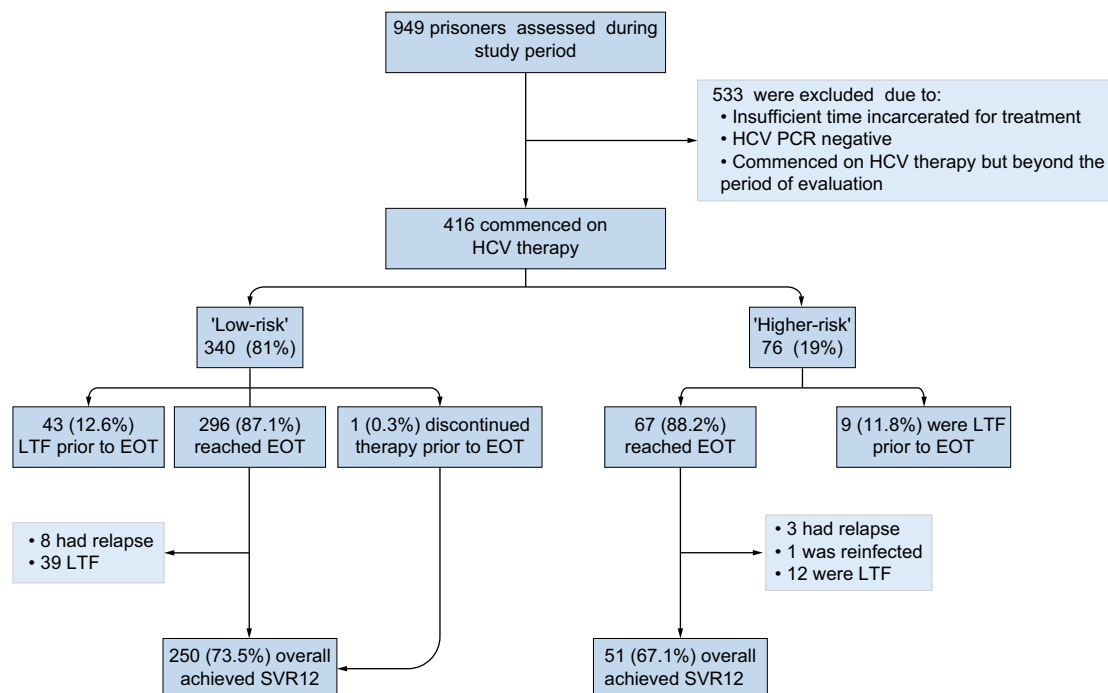 949 prisoners assessed during
study period
533 were excluded due to:
• Insufficient time incarcerated for treatment
• HCV PCR negative
• Commenced on HCV therapy but beyond the
period of evaluation
416 commenced on
HCV therapy
'Low-risk'
340 (81%)
'Higher-risk'
76 (19%)
43 (12.6%)
LTF prior to EOT
296 (87.1%)
reached EOT
1 (0.3%) discontinued
therapy prior to EOT
67 (88.2%)
reached EOT
9 (11.8%) were LTF
prior to EOT
• 8 had relapse
• 39 LTF
• 3 had relapse
• 1 was reinfected
• 12 were LTF
250 (73.5%) overall
achieved SVR12
51 (67.1%) overall
achieved SVR12